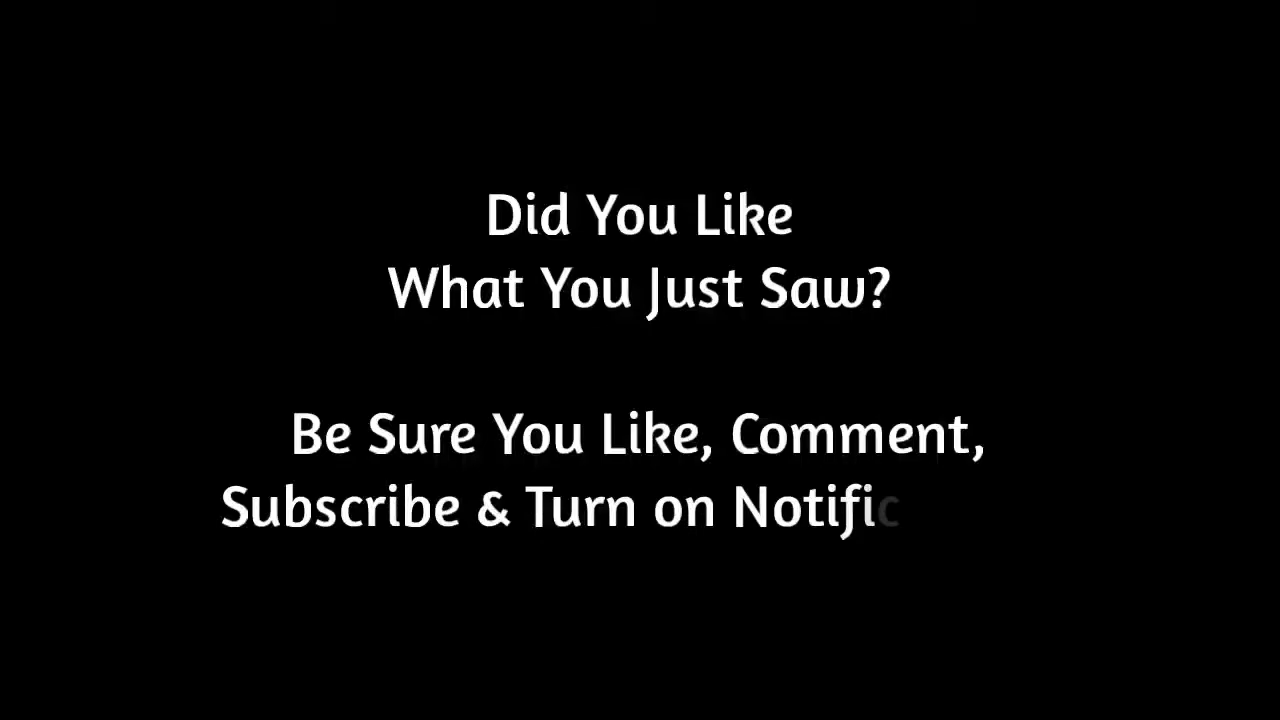 Did You Like
What You Just Saw?
Be Sure You Like, Comment,
Subscribe & Turn on Notific